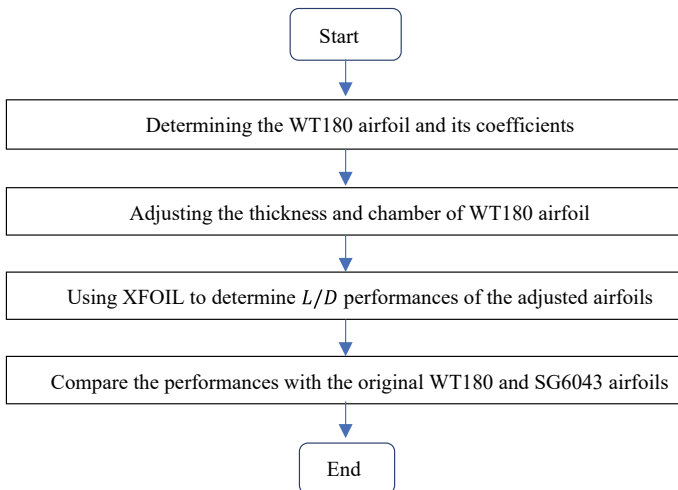 Start
Determining the WT180 airfoil and its coefficients
Adjusting the thickness and chamber of WT180 airfoil
Using XFOIL to determine L/D performances of the adjusted airfoils
Compare the performances with the original WT180 and SG6043 airfoils
End